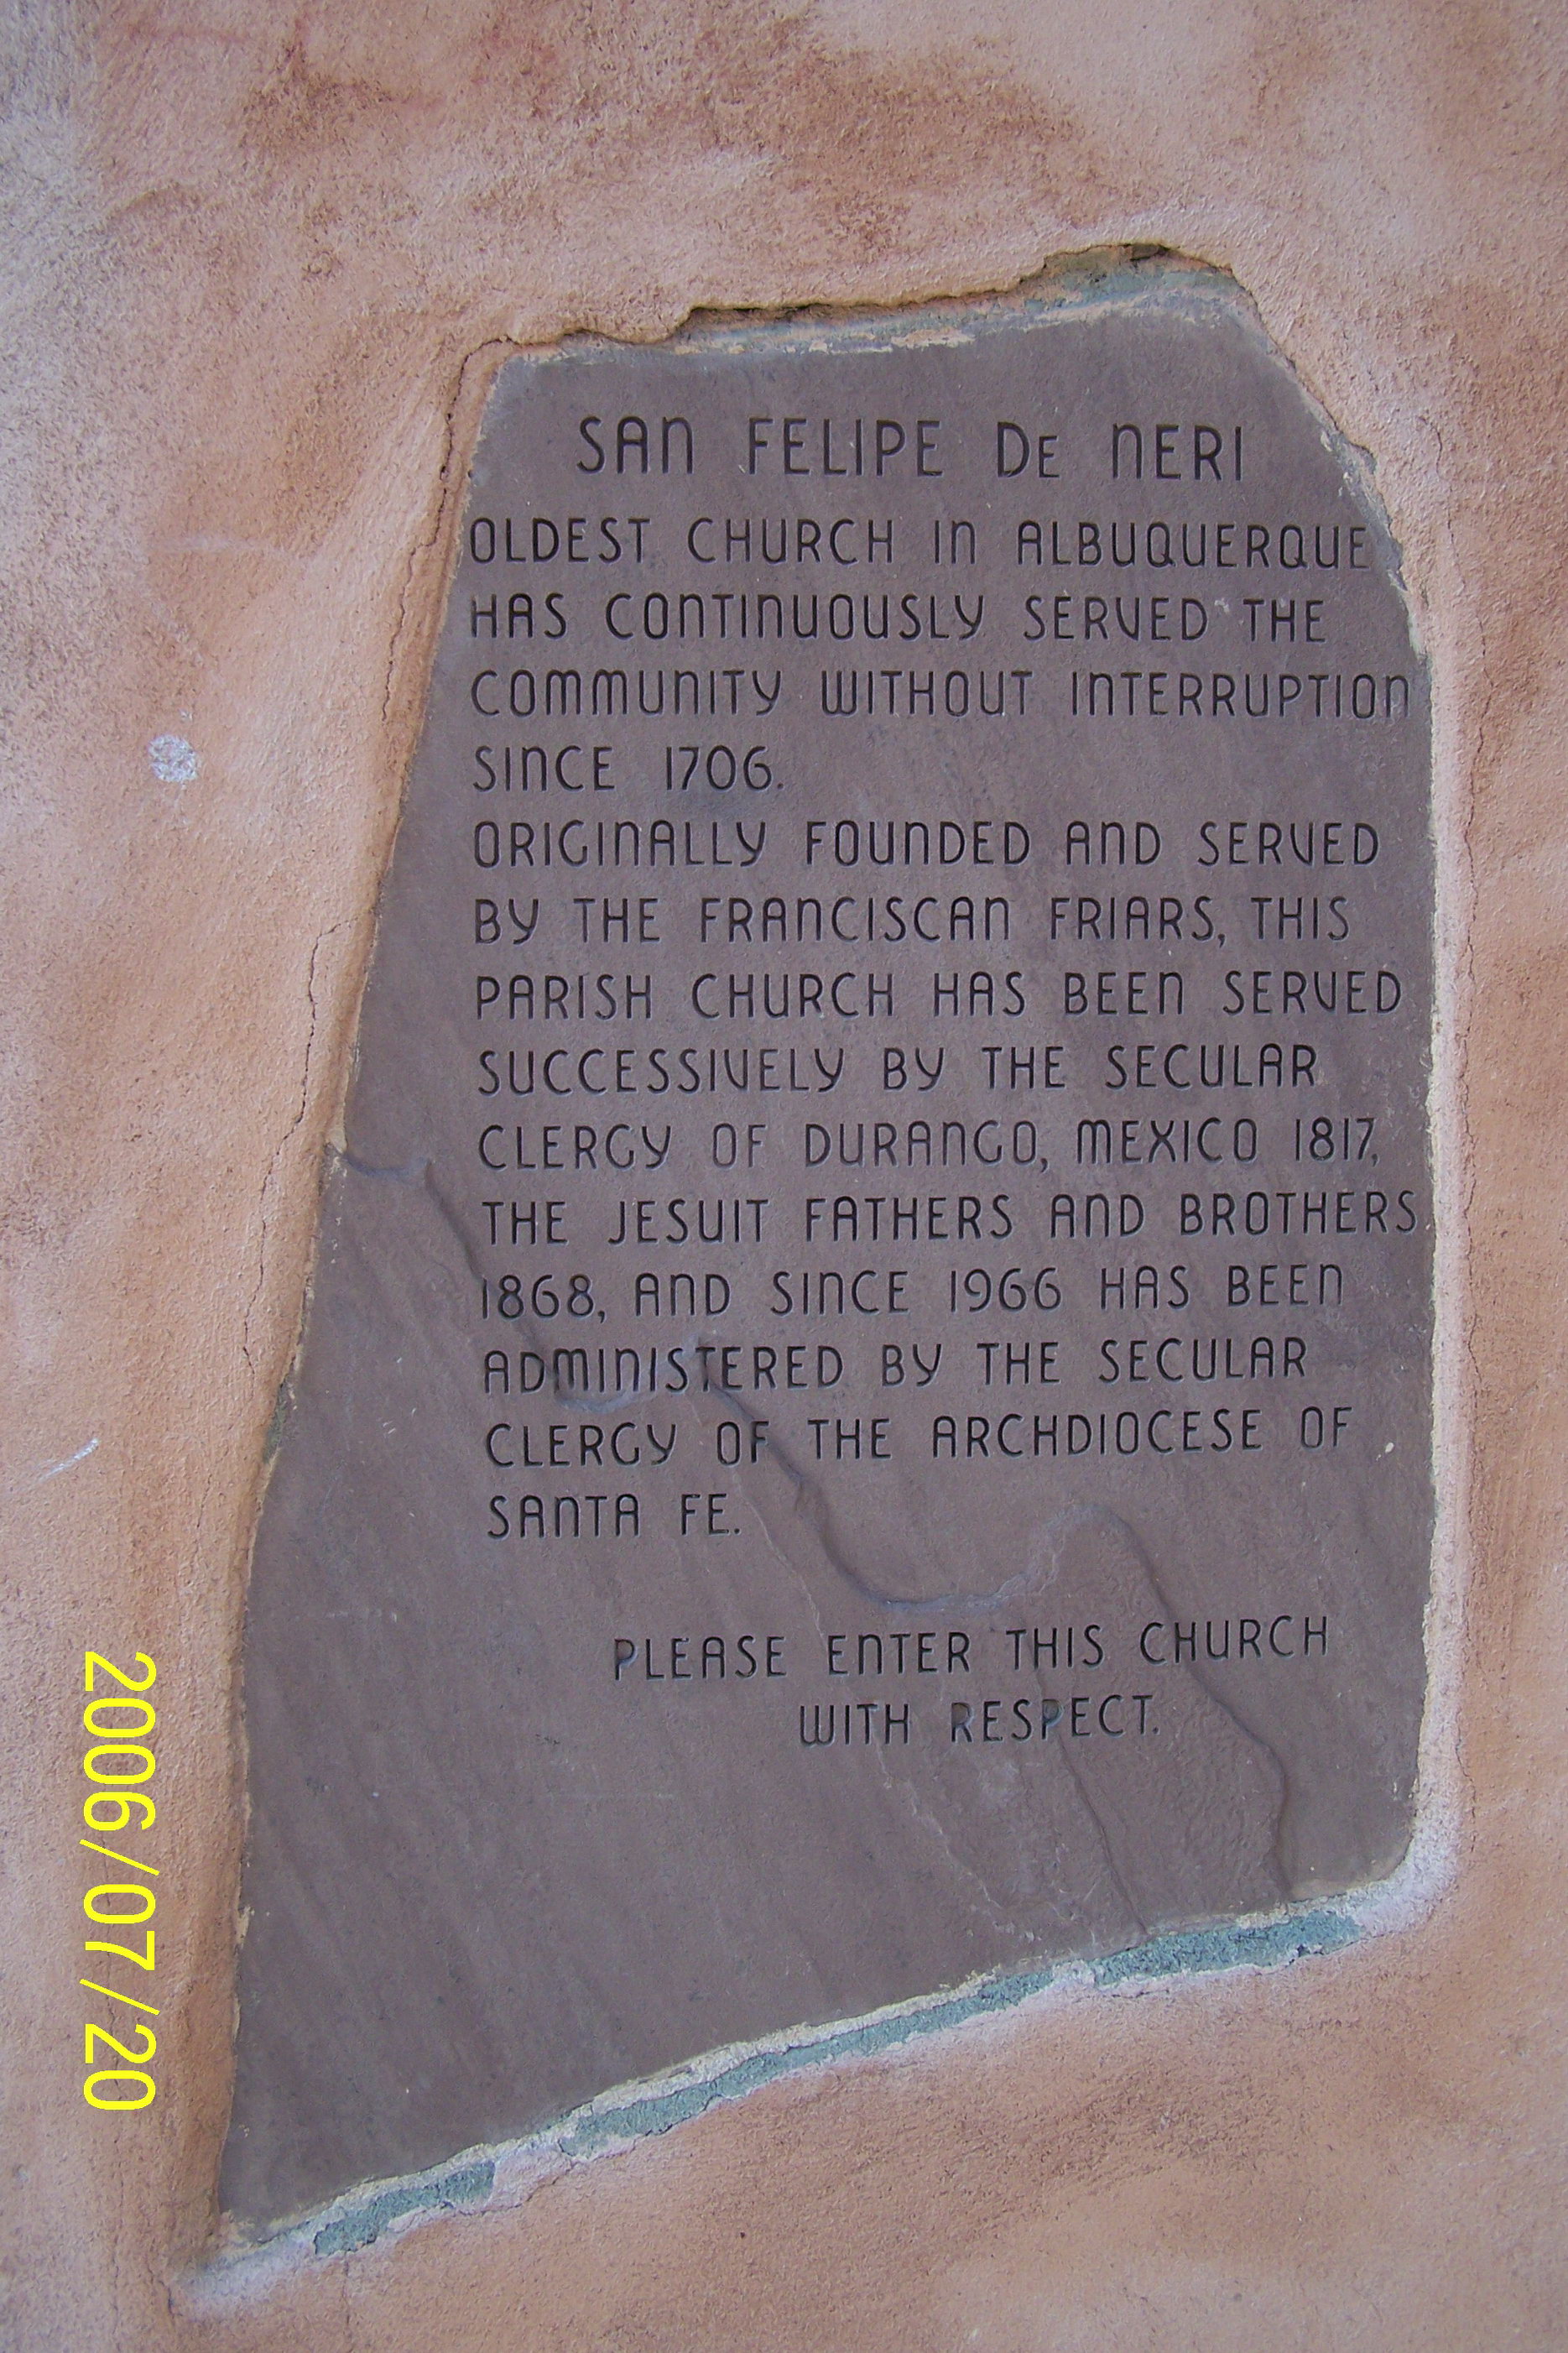 SAN FELIPE DE NERI
OLDEST CHURCH IN ALBUQUERQUE
HAS CONTINUOUSLY SERVED THE
COMMUNITY WITHOUT INTERRUPTION
SINCE 1706.
ORIGINALLY FOUNDED AND SERVED
BY THE FRANCISCAN FRIARS, THIS
PARISH CHURCH HAS BEEN SERVED
SUCCESSIVELY BY THE SECULAR
CLERGY OF DURANGO, MEXICO 1817,
THE JESUIT FATHERS AND BROTHERS
1868, AND SINCE 1966 HAS BEEN
ADMINISTERED BY THE SECULAR
CLERGY OF THE ARCHDIOCESE OF
SANTA FE.
PLEASE ENTER THIS CHURCH
WITH RESPECT.
2006/07/20